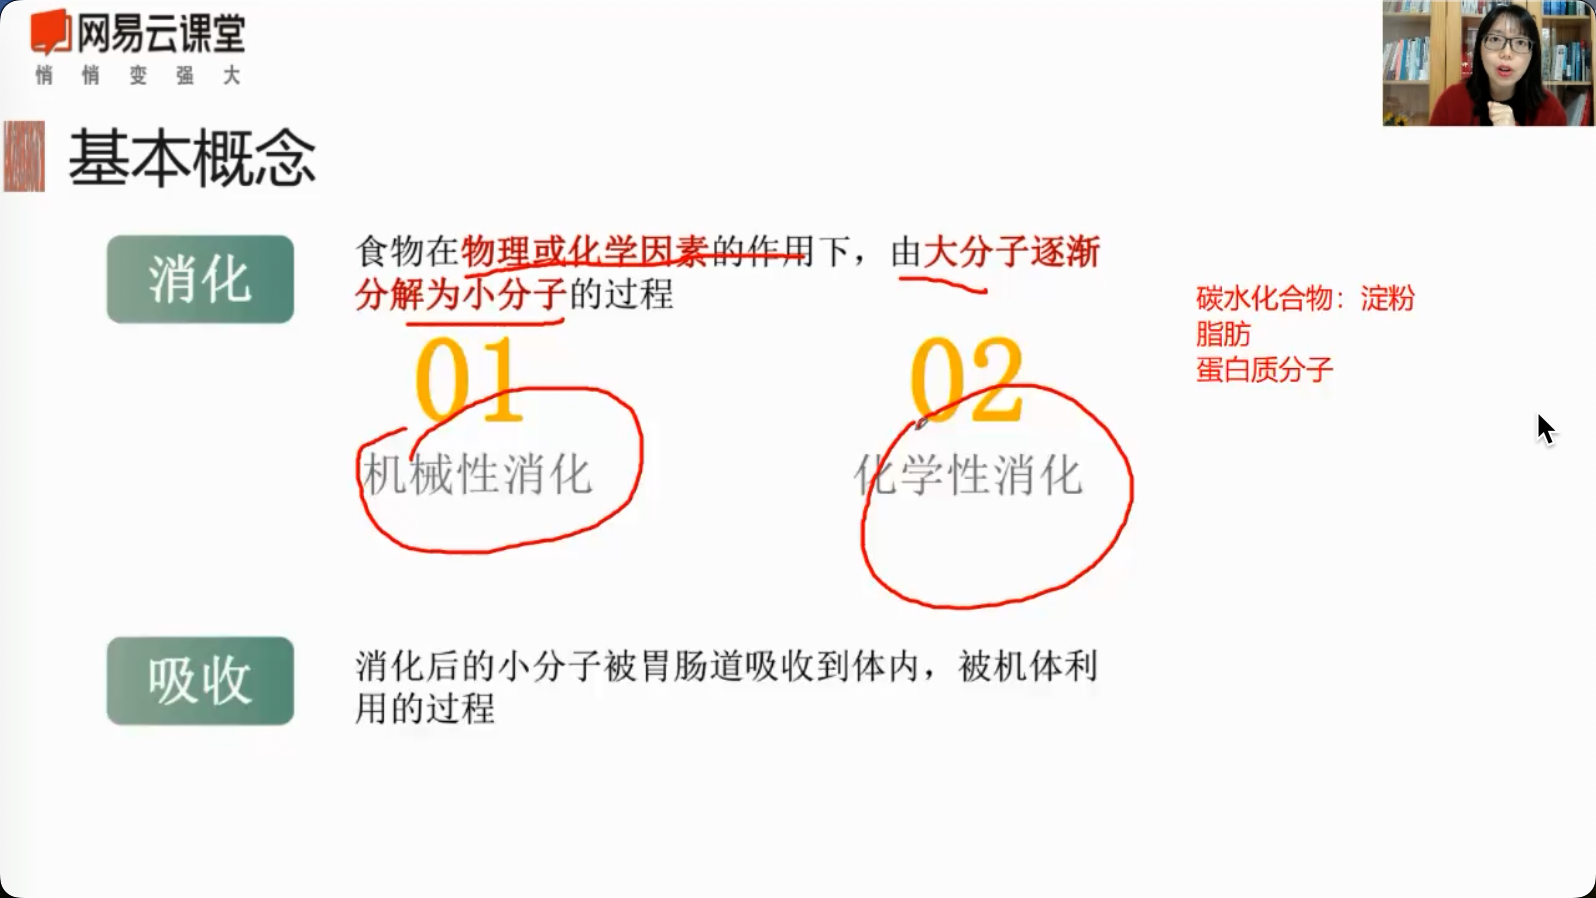 网易云课堂
悄悄变强大
基本概念
消化
食物在物理或化学因素的作用下，由大分子逐渐
分解为小分子的过程
碳水化合物：淀粉
脂肪
蛋白质分子
01
机械性消化
02
化学性消化
吸收
消化后的小分子被胃肠道吸收到体内，被机体利
用的过程